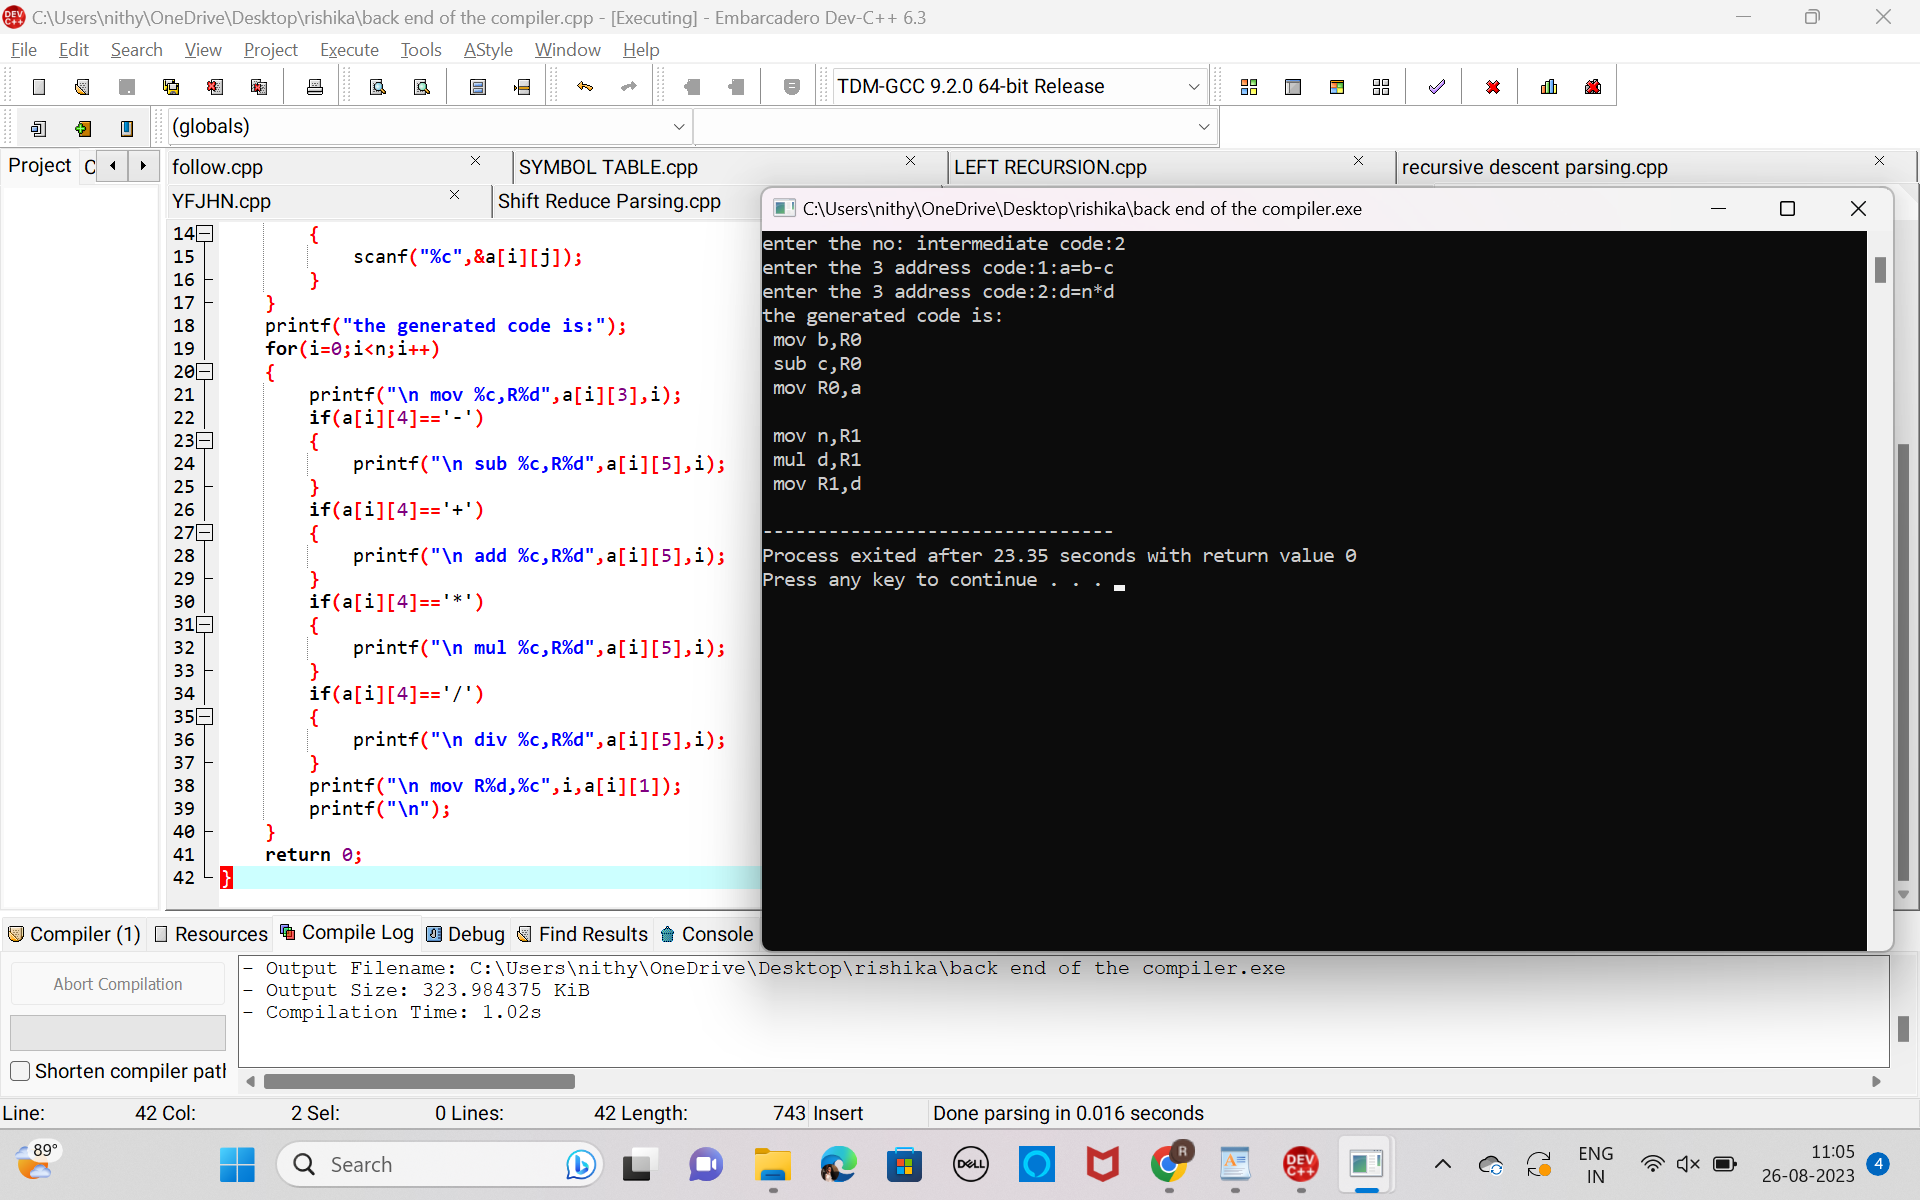 C:\Users\nithy\OneDrive\Desktop\rishika\back end of the compiler.cpp - [Executing] - Embarcadero Dev-C++ 6.3
File Edit Search View Project Execute Tools AStyle Window Help
TDM-GCC 9.2.0 64-bit Release
(globals)
Project C follow.cpp SYMBOL TABLE.cpp LEFT RECURSION.cpp recursive descent parsing.cpp
YFJHN.cpp Shift Reduce Parsing.cpp
14 {
15 scanf("%c",&a[i][j]);
16 }
17 }
18 printf("the generated code is:");
19 for(i=0;i<n;i++)
20 {
21 printf("\n mov %c,R%d",a[i][3],i);
22 if(a[i][4]=='-')
23 {
24 printf("\n sub %c,R%d",a[i][5],i);
25 }
26 if(a[i][4]=='+')
27 {
28 printf("\n add %c,R%d",a[i][5],i);
29 }
30 if(a[i][4]=='*')
31 {
32 printf("\n mul %c,R%d",a[i][5],i);
33 }
34 if(a[i][4]=='/')
35 {
36 printf("\n div %c,R%d",a[i][5],i);
37 }
38 printf("\n mov R%d,%c",i,a[i][1]);
39 printf("\n");
40 }
41 return 0;
42 }
C:\Users\nithy\OneDrive\Desktop\rishika\back end of the compiler.exe
enter the no: intermediate code:2
enter the 3 address code:1:a=b-c
enter the 3 address code:2:d=n*d
the generated code is:
mov b,R0
sub c,R0
mov R0,a
mov n,R1
mul d,R1
mov R1,d
--------------------------------
Process exited after 23.35 seconds with return value 0
Press any key to continue . . .
Compiler (1) Resources Compile Log Debug Find Results Console
Abort Compilation
Shorten compiler path
- Output Filename: C:\Users\nithy\OneDrive\Desktop\rishika\back end of the compiler.exe
- Output Size: 323.984375 KiB
- Compilation Time: 1.02s
Line: 42 Col: 2 Sel: 0 Lines: 42 Length: 743 Insert Done parsing in 0.016 seconds
89° Search DELL R DEV C++ ENG IN 11:05 26-08-2023 4